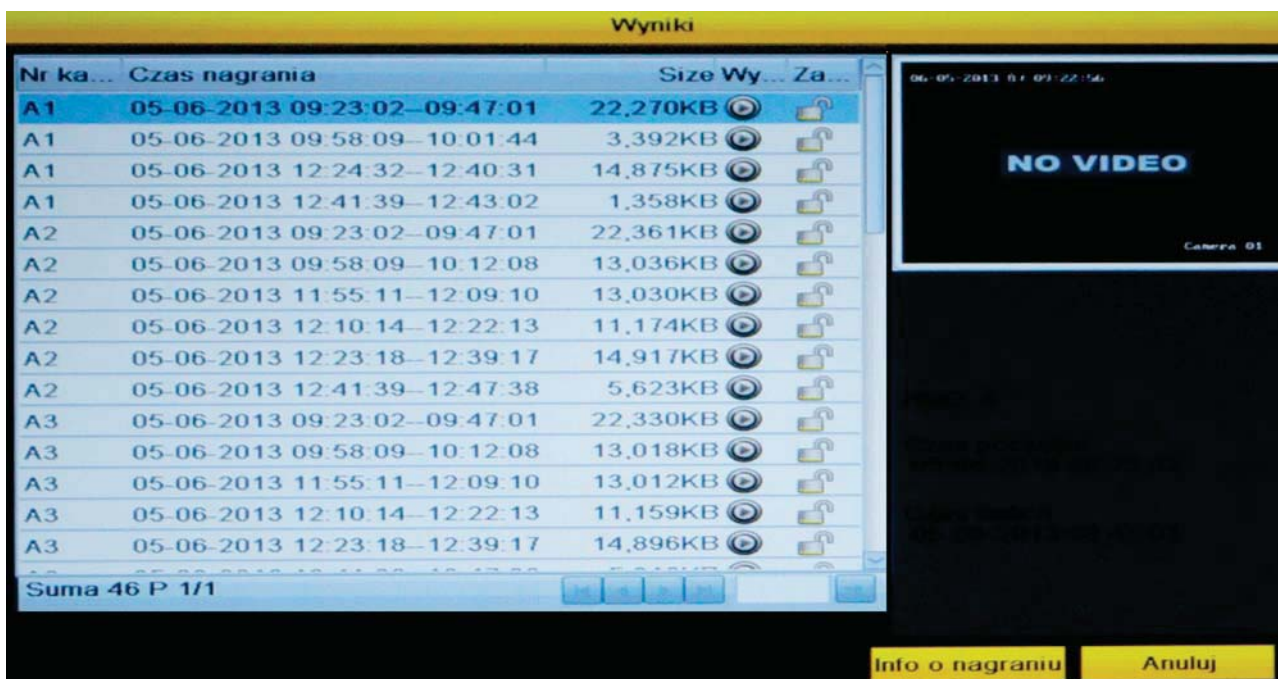 Wyniki
Nr ka... Czas nagrania Size Wy... Za...
A1 05-06-2013 09:23:02--09:47:01 22,270KB
A1 05-06-2013 09:58:09--10:01:44 3,392KB
A1 05-06-2013 12:24:32--12:40:31 14,875KB
A1 05-06-2013 12:41:39--12:43:02 1,358KB
A2 05-06-2013 09:23:02--09:47:01 22,361KB
A2 05-06-2013 09:58:09--10:12:08 13,036KB
A2 05-06-2013 11:55:11--12:09:10 13,030KB
A2 05-06-2013 12:10:14--12:22:13 11,174KB
A2 05-06-2013 12:23:18--12:39:17 14,917KB
A2 05-06-2013 12:41:39--12:47:38 5,623KB
A3 05-06-2013 09:23:02--09:47:01 22,330KB
A3 05-06-2013 09:58:09--10:12:08 13,018KB
A3 05-06-2013 11:55:11--12:09:10 13,012KB
A3 05-06-2013 12:10:14--12:22:13 11,159KB
A3 05-06-2013 12:23:18--12:39:17 14,896KB
Suma 46 P 1/1
06-05-2013 09:22:56
NO VIDEO
Camera 01
Info o nagraniu
Anuluj